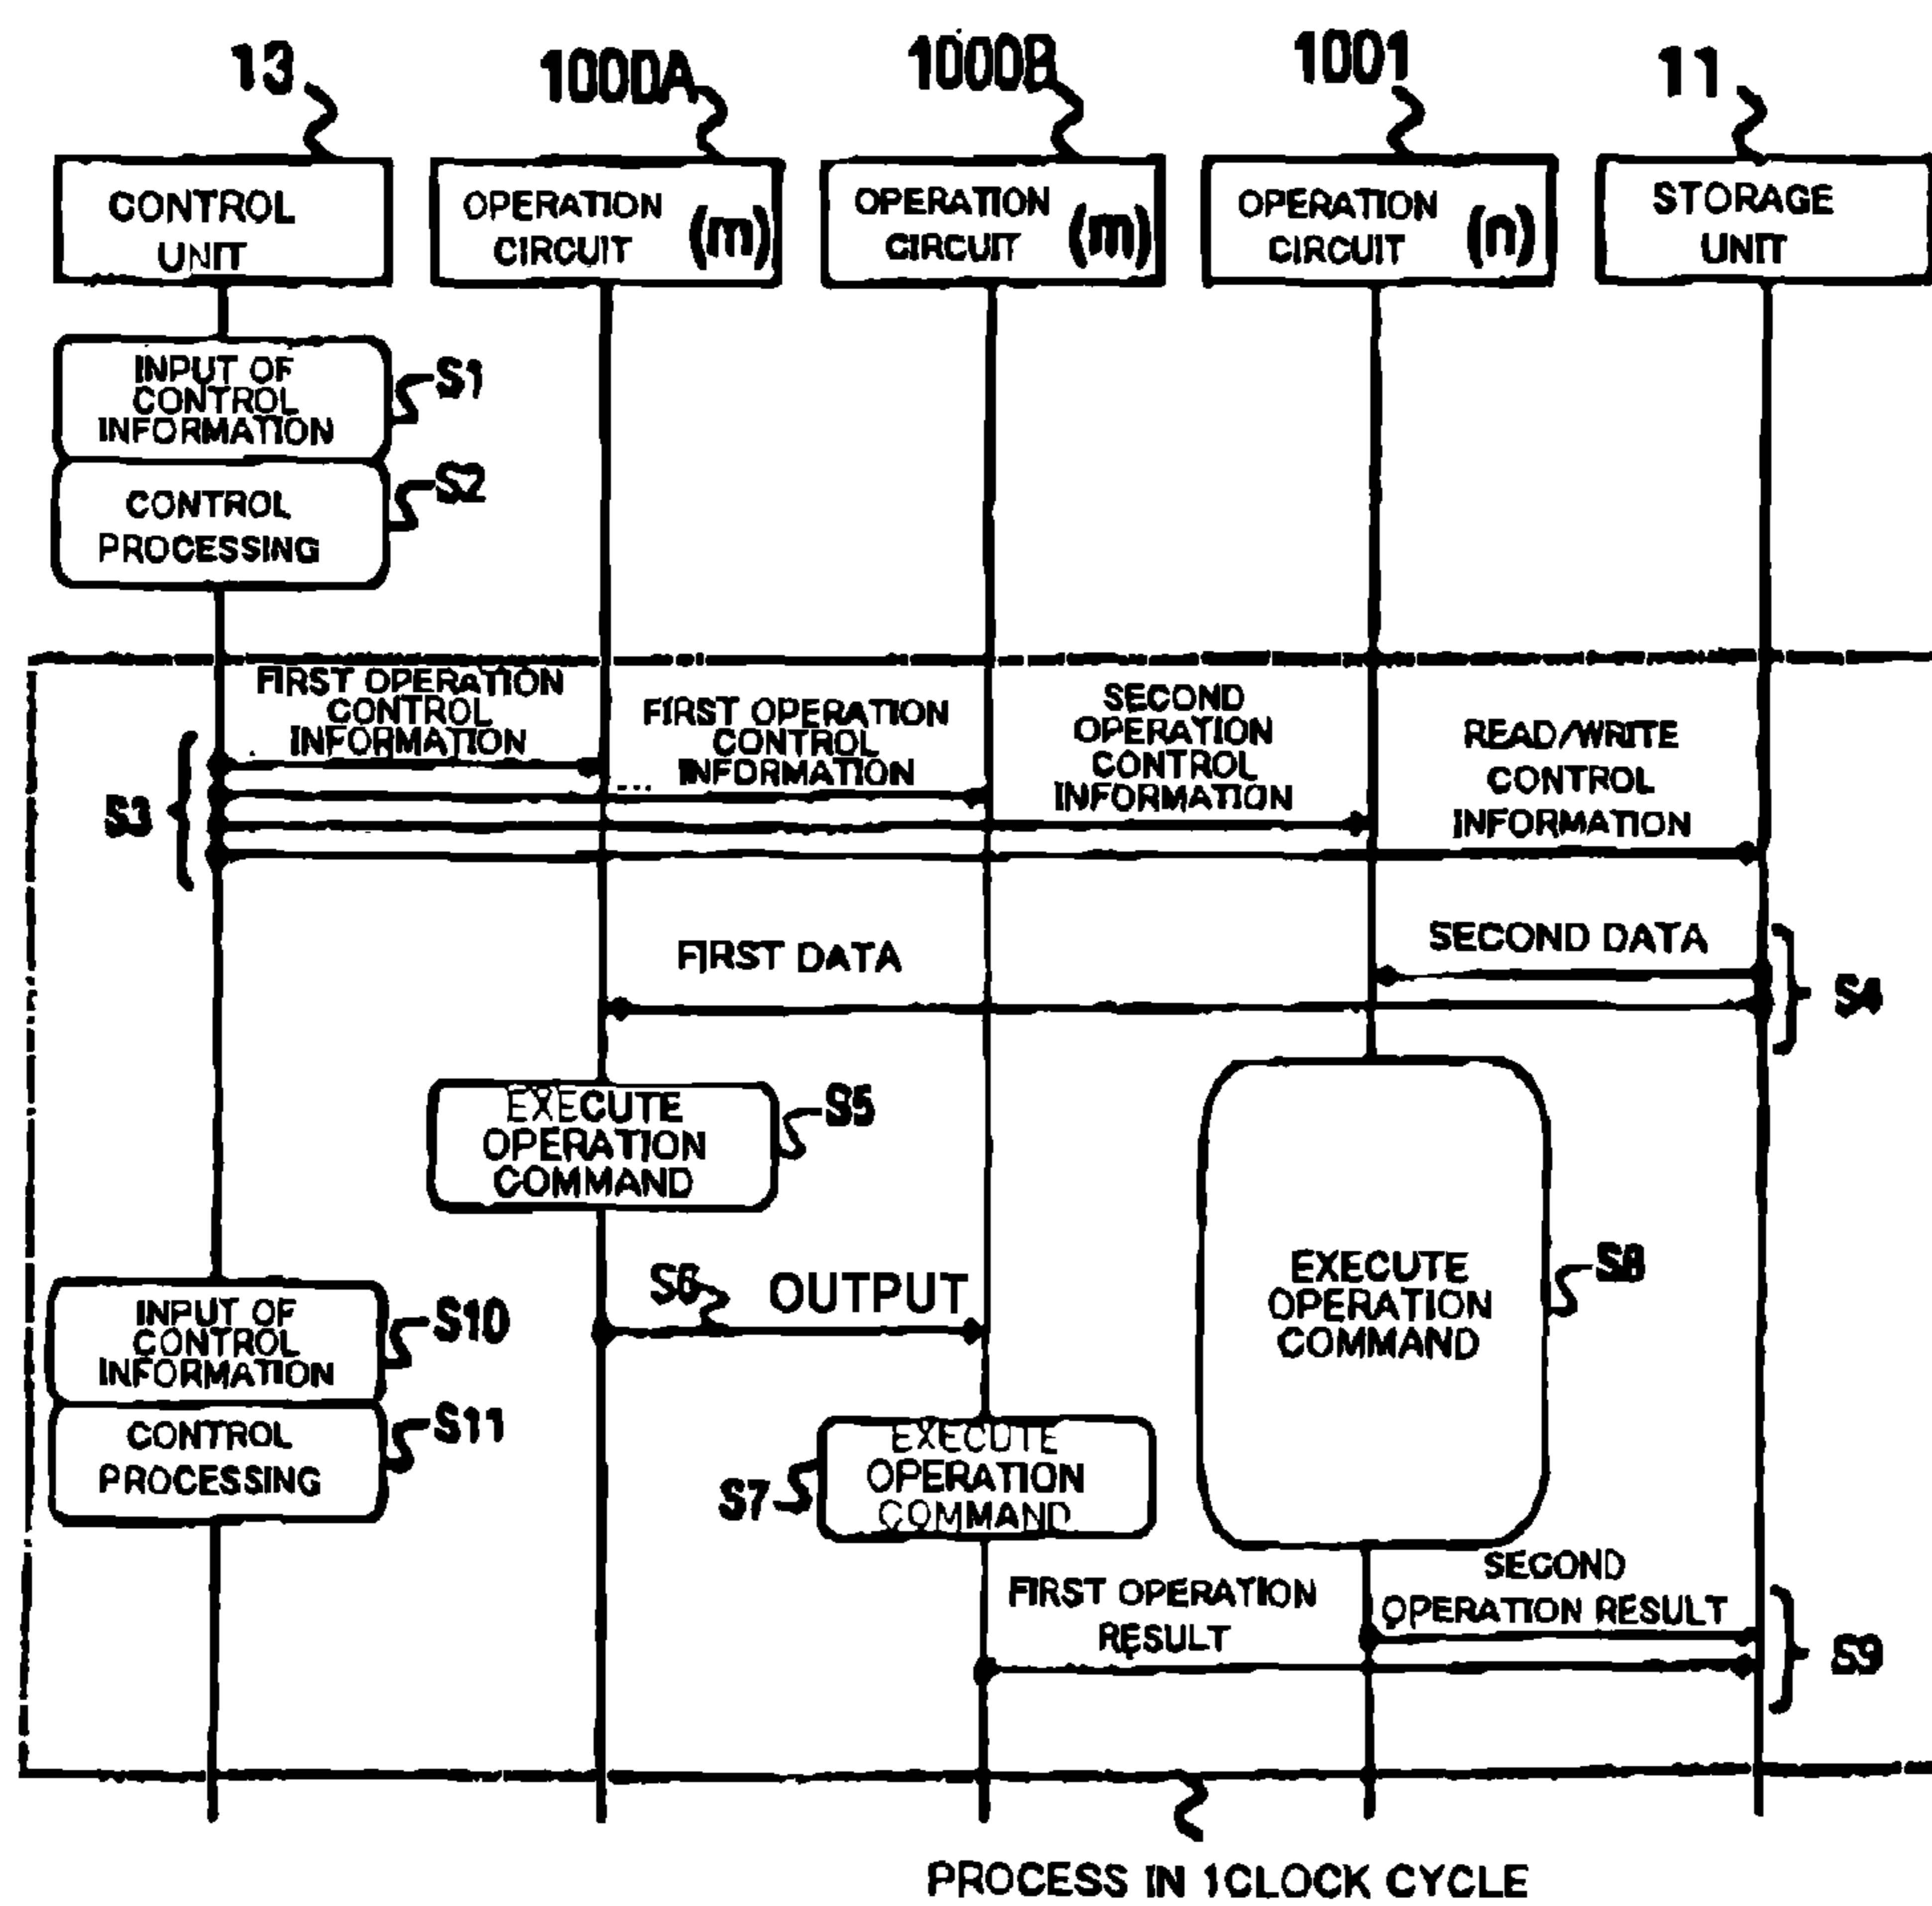 13
1000A
1000B
1001
11
CONTROL
UNIT
OPERATION
CIRCUIT (m)
OPERATION
CIRCUIT (m)
OPERATION
CIRCUIT (n)
STORAGE
UNIT
INPUT OF
CONTROL
INFORMATION
S1
CONTROL
PROCESSING
S2
FIRST OPERATION
CONTROL
INFORMATION
FIRST OPERATION
CONTROL
INFORMATION
SECOND
OPERATION
CONTROL
INFORMATION
READ/WRITE
CONTROL
INFORMATION
...
S3
FIRST DATA
SECOND DATA
S4
EXECUTE
OPERATION
COMMAND
S5
EXECUTE
OPERATION
COMMAND
S8
INPUT OF
CONTROL
INFORMATION
S10
S6
OUTPUT
CONTROL
PROCESSING
S11
S7
EXECUTE
OPERATION
COMMAND
FIRST OPERATION
RESULT
SECOND
OPERATION RESULT
S9
PROCESS IN 1CLOCK CYCLE